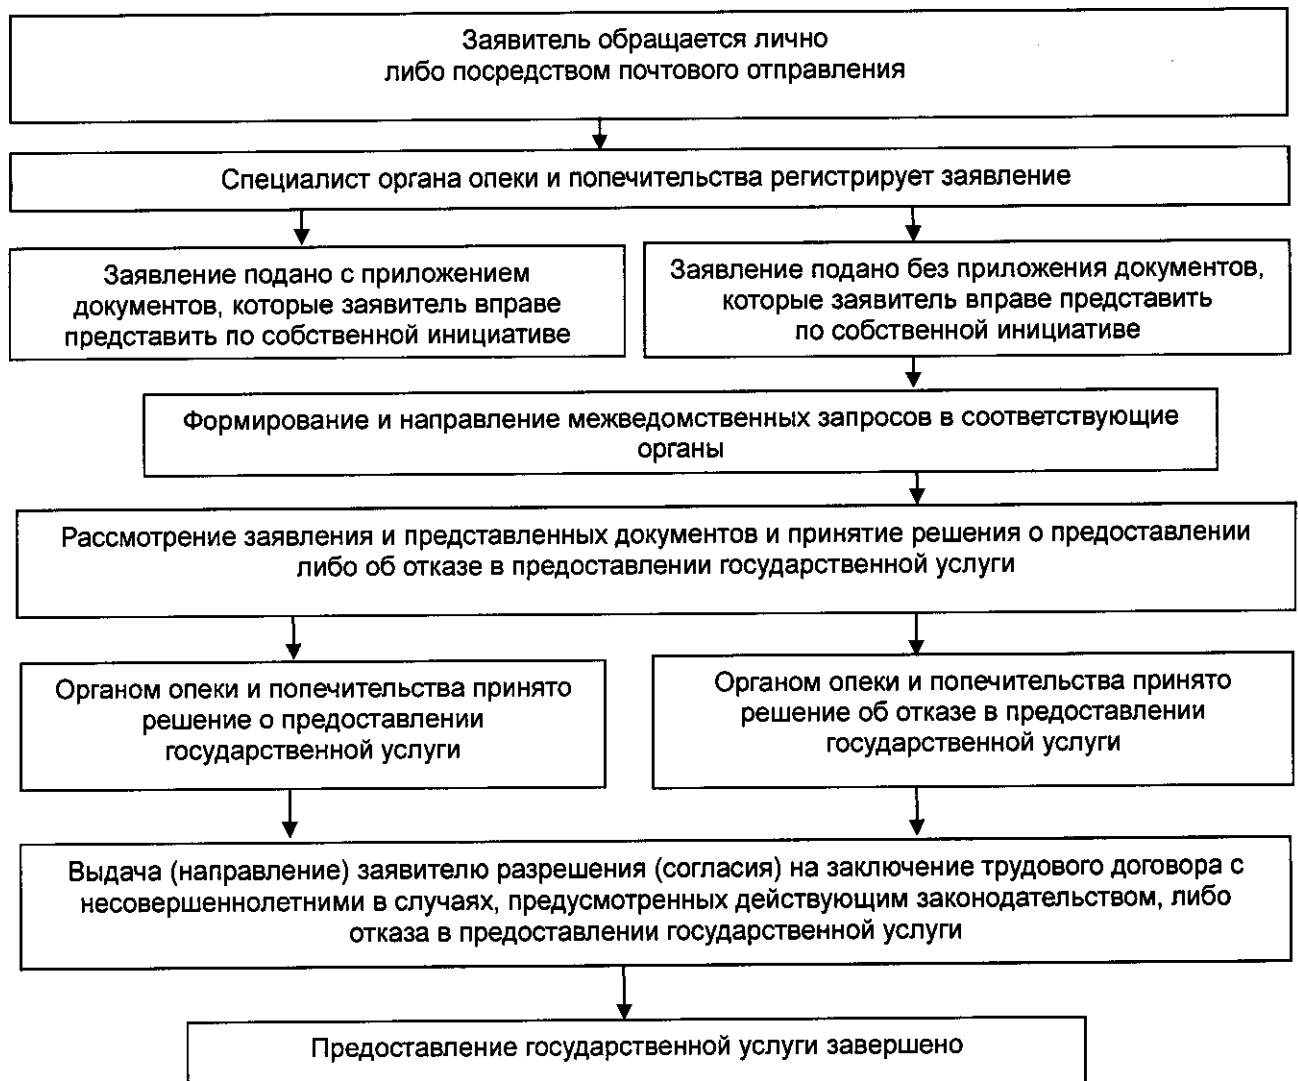 Заявитель обращается лично
либо посредством почтового отправления
Специалист органа опеки и попечительства регистрирует заявление
Заявление подано с приложением
документов, которые заявитель вправе
представить по собственной инициативе
Заявление подано без приложения документов,
которые заявитель вправе представить
по собственной инициативе
Формирование и направление межведомственных запросов в соответствующие
органы
Рассмотрение заявления и представленных документов и принятие решения о предоставлении
либо об отказе в предоставлении государственной услуги
Органом опеки и попечительства принято
решение о предоставлении
государственной услуги
Органом опеки и попечительства принято
решение об отказе в предоставлении
государственной услуги
Выдача (направление) заявителю разрешения (согласия) на заключение трудового договора с
несовершеннолетними в случаях, предусмотренных действующим законодательством, либо
отказа в предоставлении государственной услуги
Предоставление государственной услуги завершено